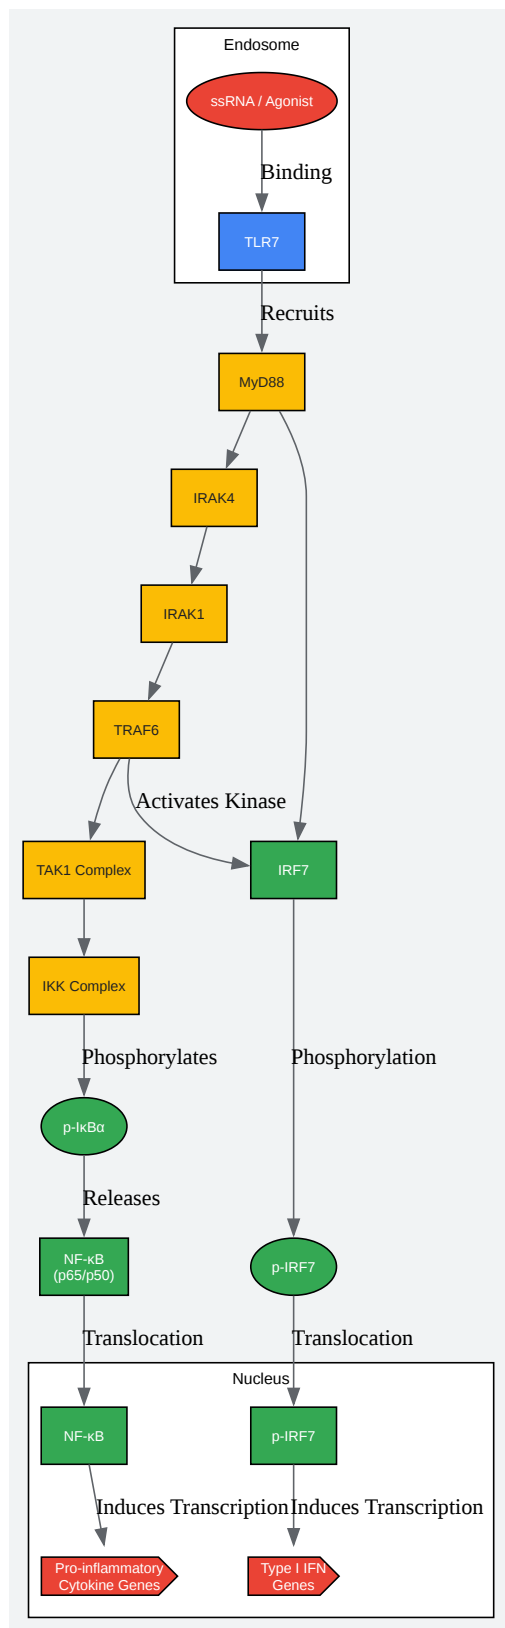 Endosome
ssRNA / Agonist
Binding
TLR7
Recruits
MyD88
IRAK4
IRAK1
TRAF6
Activates Kinase
TAK1 Complex
IRF7
IKK Complex
Phosphorylates
Phosphorylation
p-IκBα
Releases
NF-κB
(p65/p50)
p-IRF7
Translocation
Translocation
Nucleus
NF-κB
p-IRF7
Induces Transcription
Induces Transcription
Pro-inflammatory
Cytokine Genes
Type I IFN
Genes